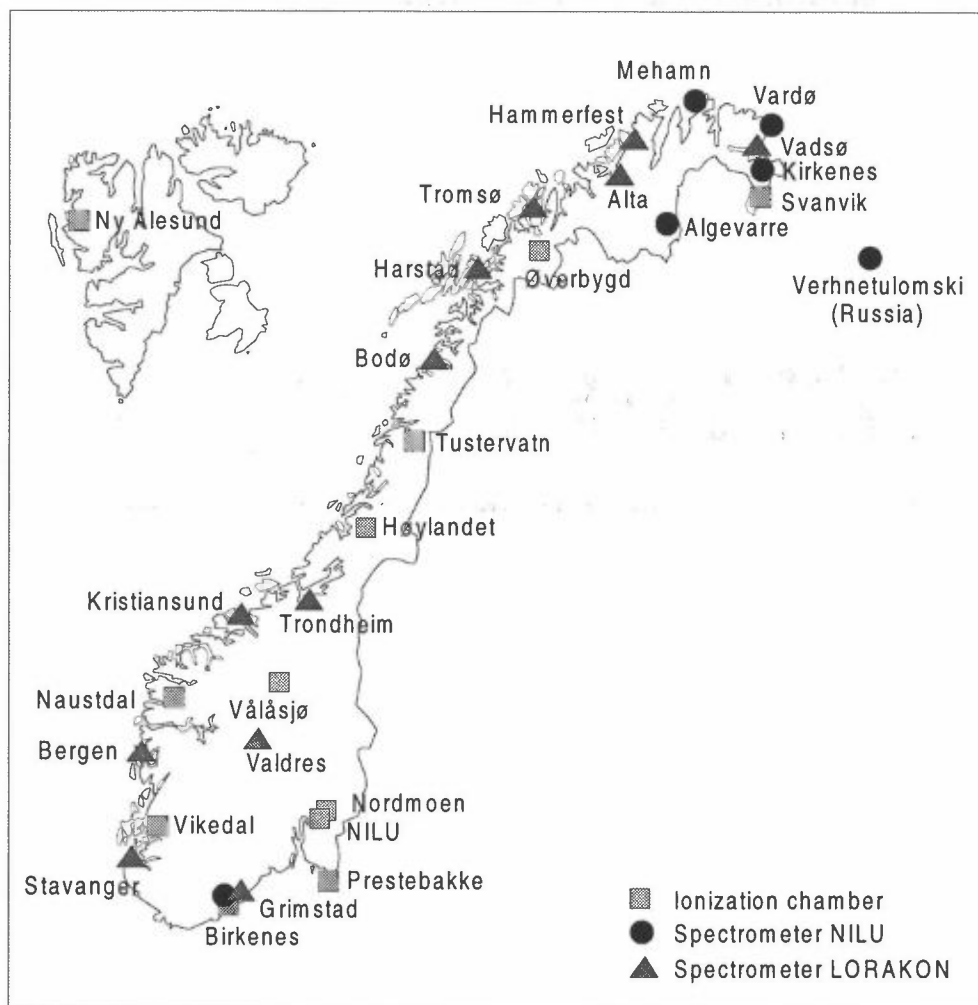 Mehamn
Vardø
Hammerfest
Vadsø
Kirkenes
Tromsø
Alta
Svanvik
Ny Ålesund
Algevarre
Harstad
Øverbygd
Verhnetulomski
(Russia)
Bodø
Tustervatn
Høylandet
Kristiansund
Trondheim
Naustdal
Vålåsjø
Bergen
Valdres
Nordmoen
NILU
Vikedal
Stavanger
Prestebakke
Grimstad
Birkenes
Ionization chamber
Spectrometer NILU
Spectrometer LORAKON